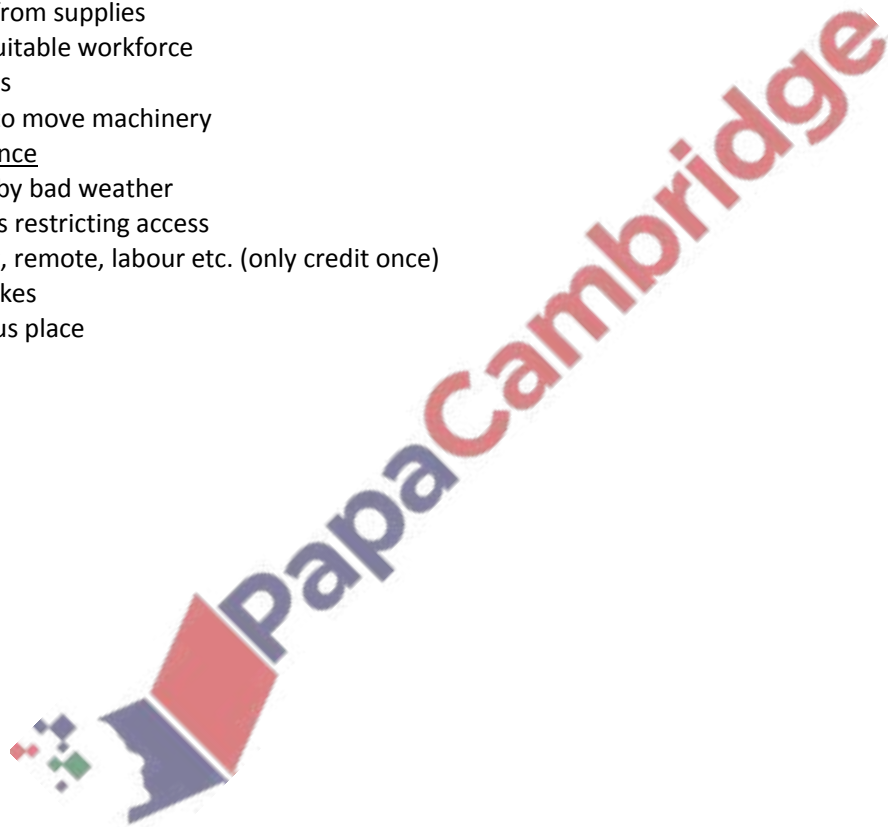 from supplies
uitable workforce
s
o move machinery
nce
by bad weather
s restricting access
, remote, labour etc. (only credit once)
kes
us place
PapaCambridge